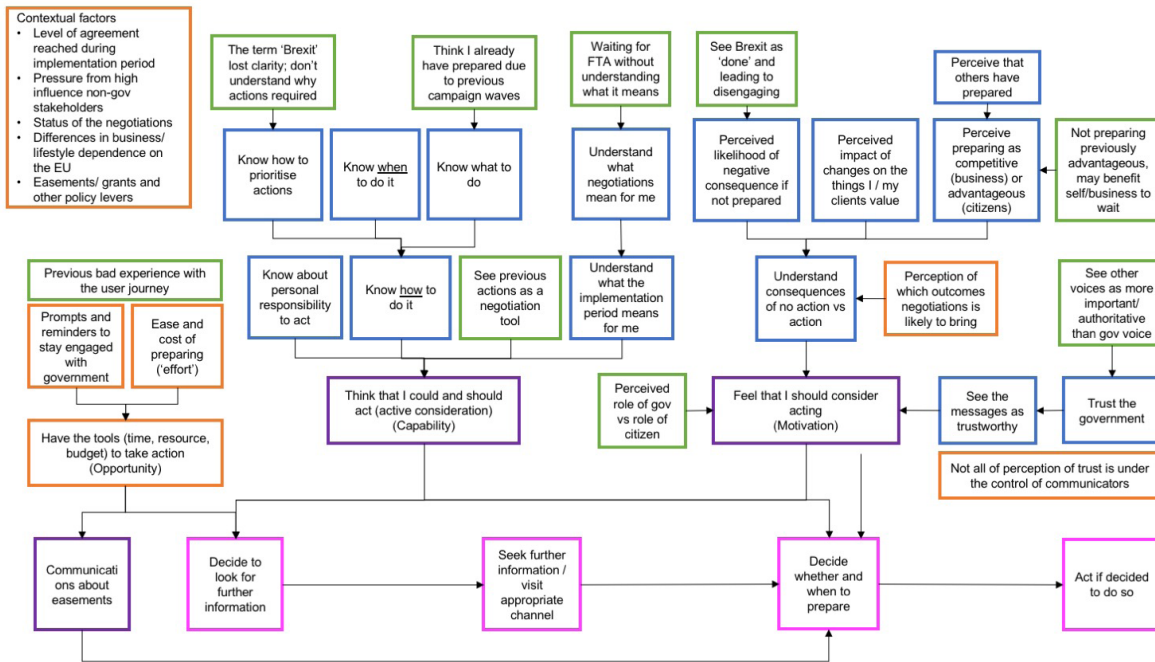 Contextual factors
• Level of agreement
reached during
implementation period
• Pressure from high
influence non-gov
stakeholders
• Status of the negotiations
• Differences in business/
lifestyle dependence on
the EU
• Easements/ grants and
other policy levers
The term ‘Brexit’
lost clarity; don’t
understand why
actions required
Think I already
have prepared due
to previous
campaign waves
Waiting for
FTA without
understanding
what it means
See Brexit as
‘done’ and
leading to
disengaging
Perceive that
others have
prepared
Know how to
prioritise
actions
Know when
to do it
Know what to
do
Understand
what
negotiations
mean for me
Perceived
likelihood of
negative
consequence if
not prepared
Perceived
impact of
changes on the
things I / my
clients value
Perceive
preparing as
competitive
(business) or
advantageous
(citizens)
Not preparing
previously
advantageous,
may benefit
self/business to
wait
Previous bad experience with
the user journey
Prompts and
reminders to
stay engaged
with
government
Ease and
cost of
preparing
(‘effort’)
Know about
personal
responsibility
to act
Know how to
do it
See previous
actions as a
negotiation
tool
Understand
what the
implementation
period means
for me
Understand
consequences
of no action vs
action
Perception of
which outcomes
negotiations is
likely to bring
See other
voices as more
important/
authoritative
than gov voice
Have the tools (time, resource,
budget) to take action
(Opportunity)
Think that I could and should
act (active consideration)
(Capability)
Perceived
role of gov
vs role of
citizen
Feel that I should consider
acting
(Motivation)
See the
messages as
trustworthy
Trust the
government
Not all of perception of trust is under
the control of communicators
Communicati
ons about
easements
Decide to
look for
further
information
Seek further
information /
visit
appropriate
channel
Decide
whether and
when to
prepare
Act if decided
to do so